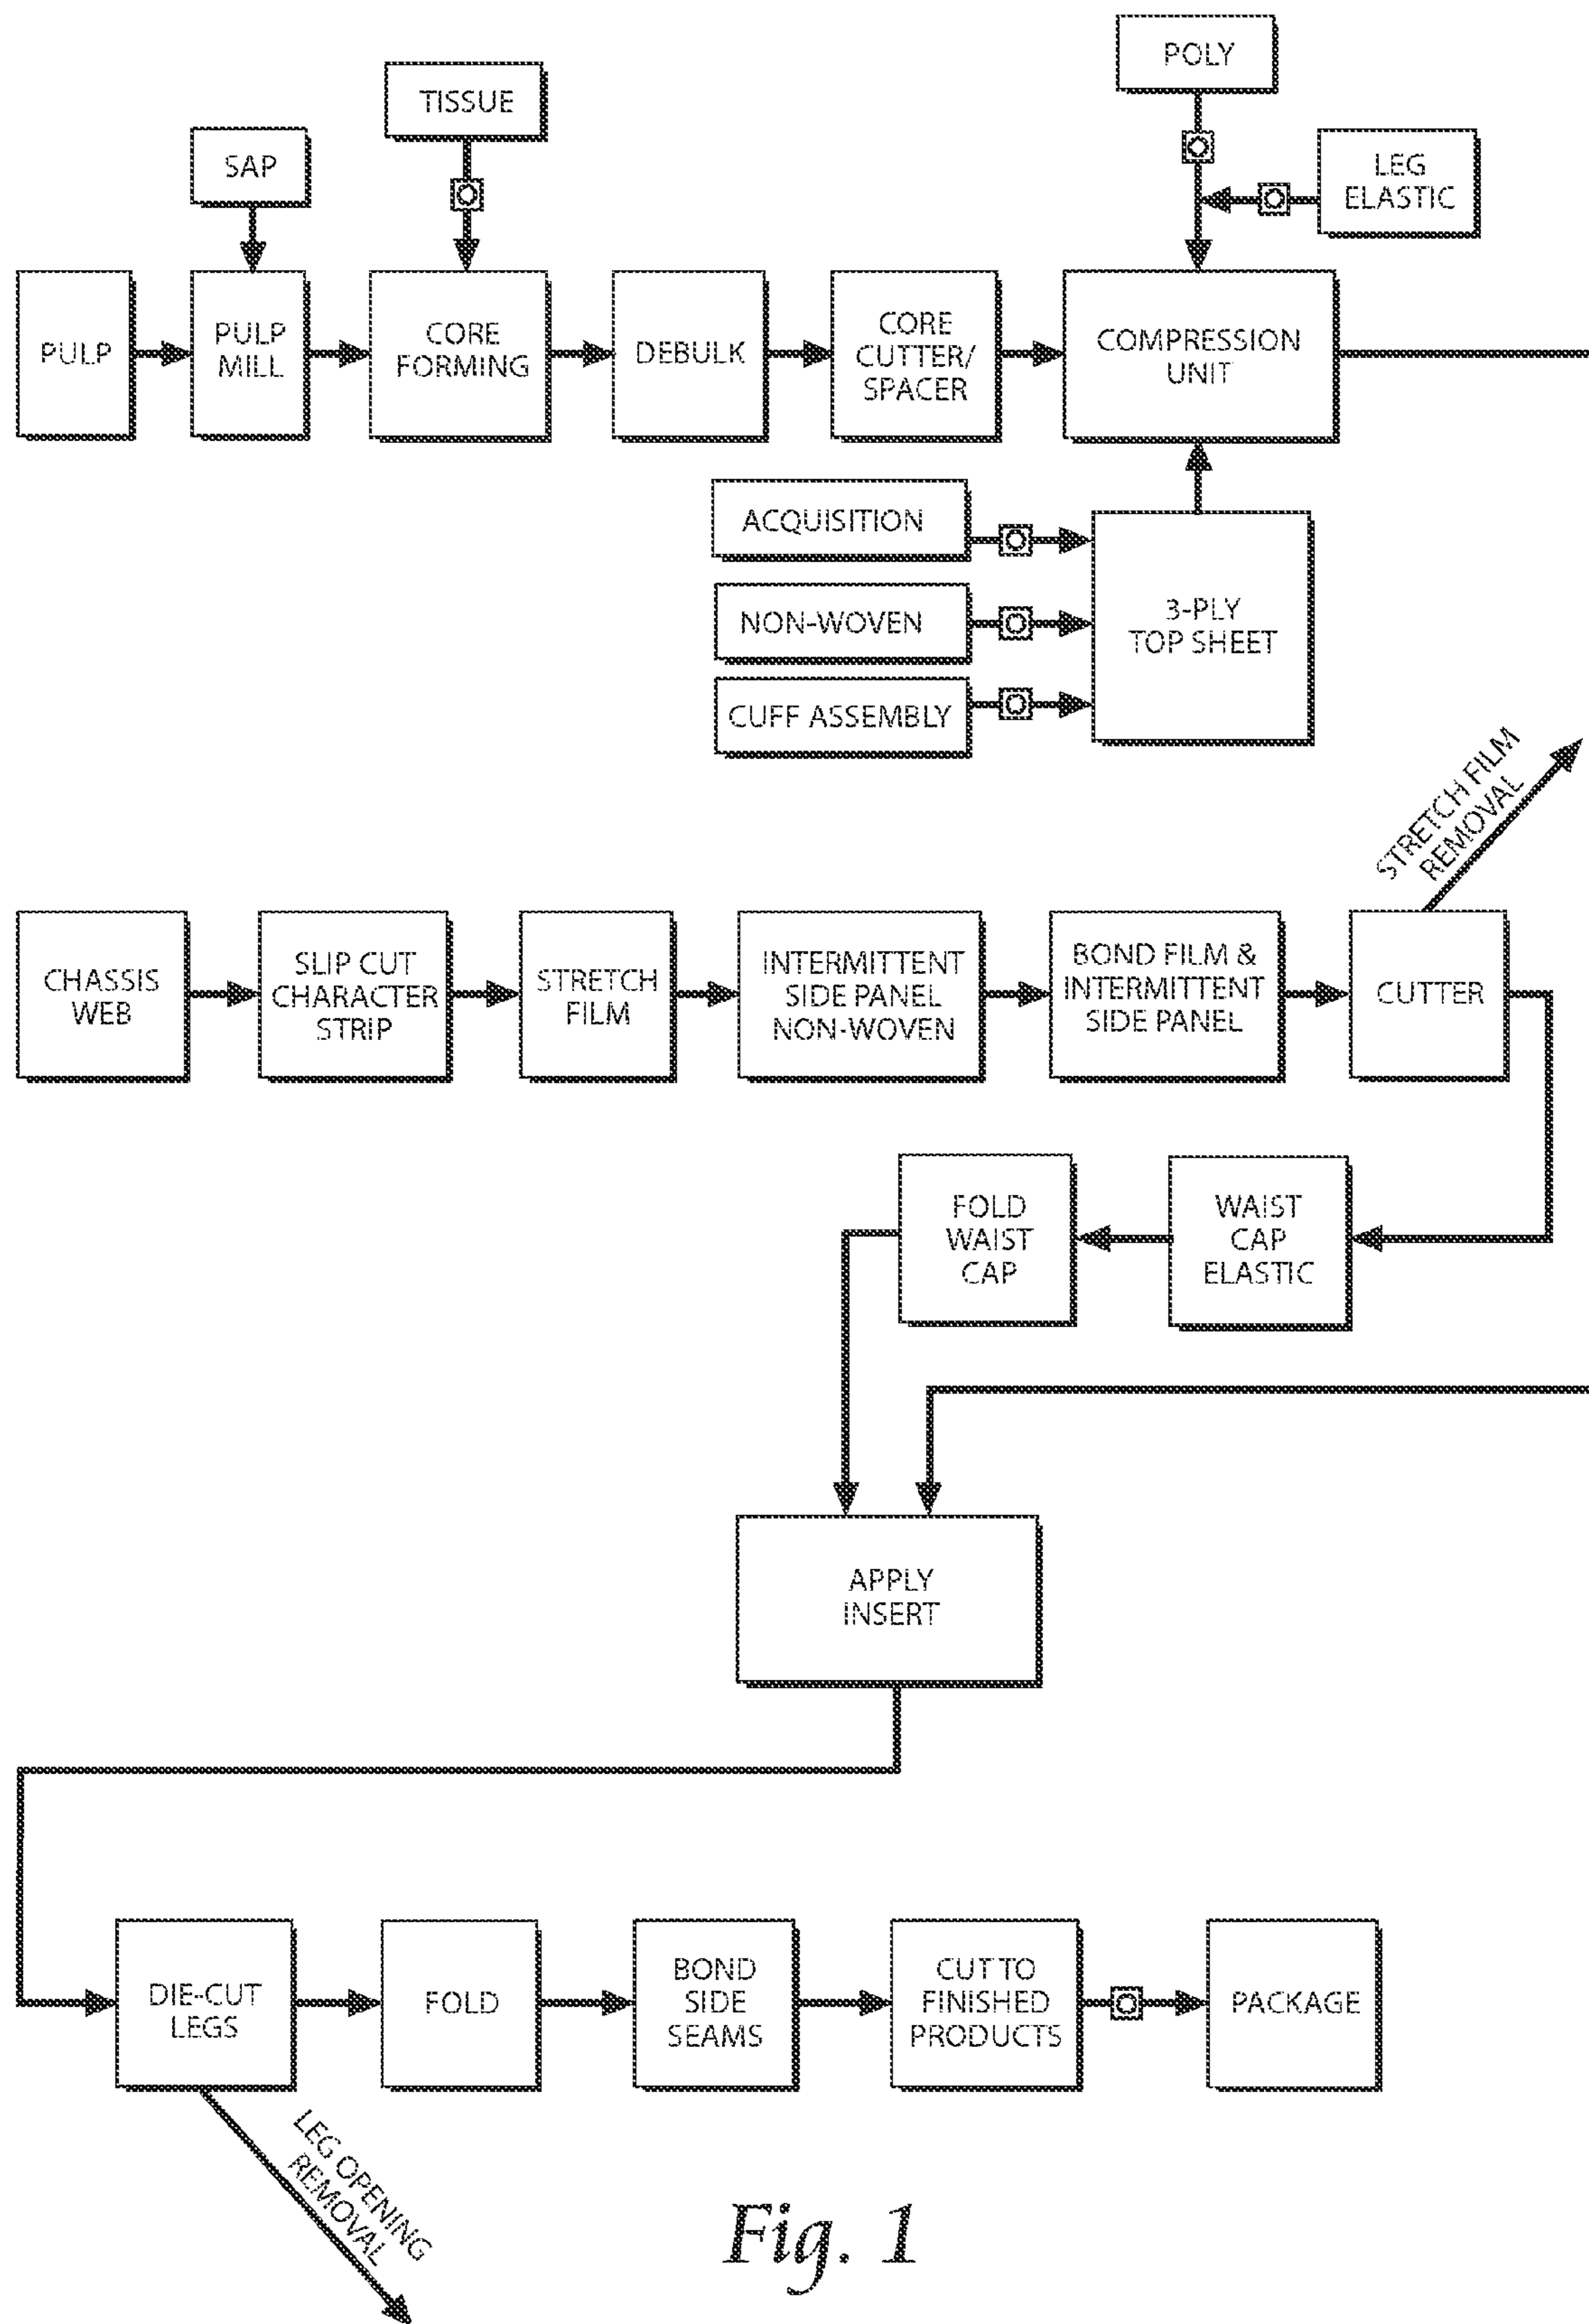 POLY
TISSUE
SAP
LEG
ELASTIC
PULP
PULP
MILL
CORE
FORMING
DEBULK
CORE
CUTTER/
SPACER
COMPRESSION
UNIT
ACQUISITION
NON-WOVEN
CUFF ASSEMBLY
3-PLY
TOP SHEET
STRETCH FILM
REMOVAL
CHASSIS
WEB
SLIP CUT
CHARACTER
STRIP
STRETCH
FILM
INTERMITTENT
SIDE PANEL
NON-WOVEN
BOND FILM &
INTERMITTENT
SIDE PANEL
CUTTER
FOLD
WAIST
CAP
WAIST
CAP
ELASTIC
APPLY
INSERT
DIE-CUT
LEGS
FOLD
BOND
SIDE
SEAMS
CUT TO
FINISHED
PRODUCTS
PACKAGE
LEG OPENING
REMOVAL
Fig. 1